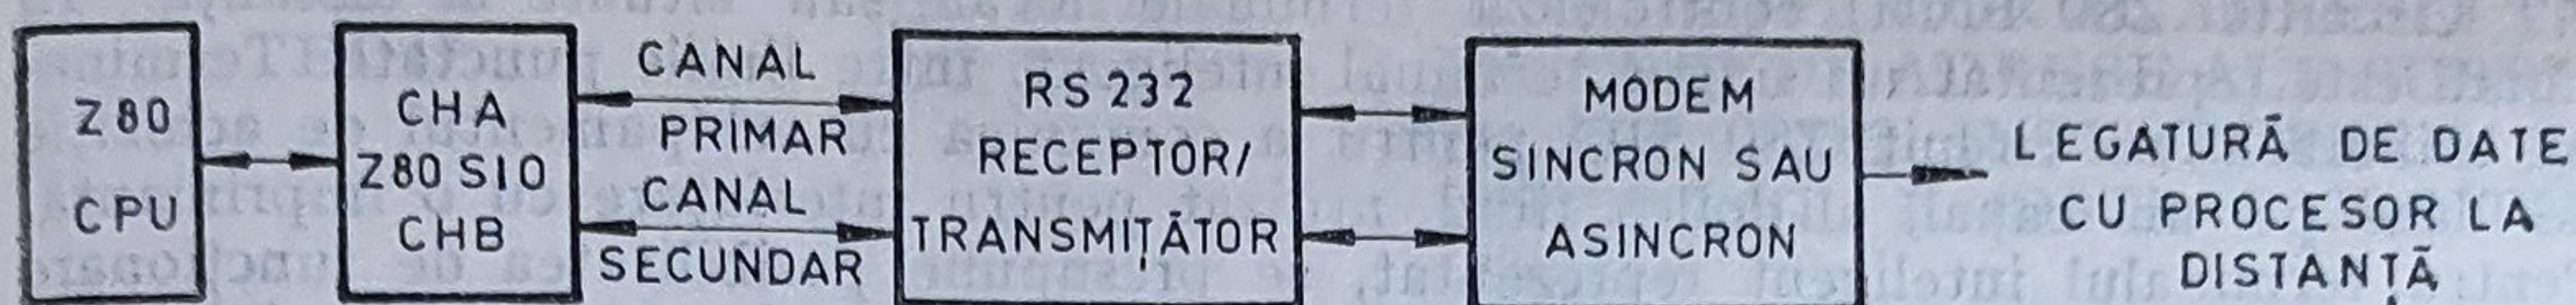 Z80
CPU
CHA
Z80 SIO
CHB
CANAL
PRIMAR
CANAL
SECUNDAR
RS 232
RECEPTOR/
TRANSMIȚĂTOR
MODEM
SINCRON SAU
ASINCRON
LEGATURĂ DE DATE
CU PROCESOR LA
DISTANȚĂ